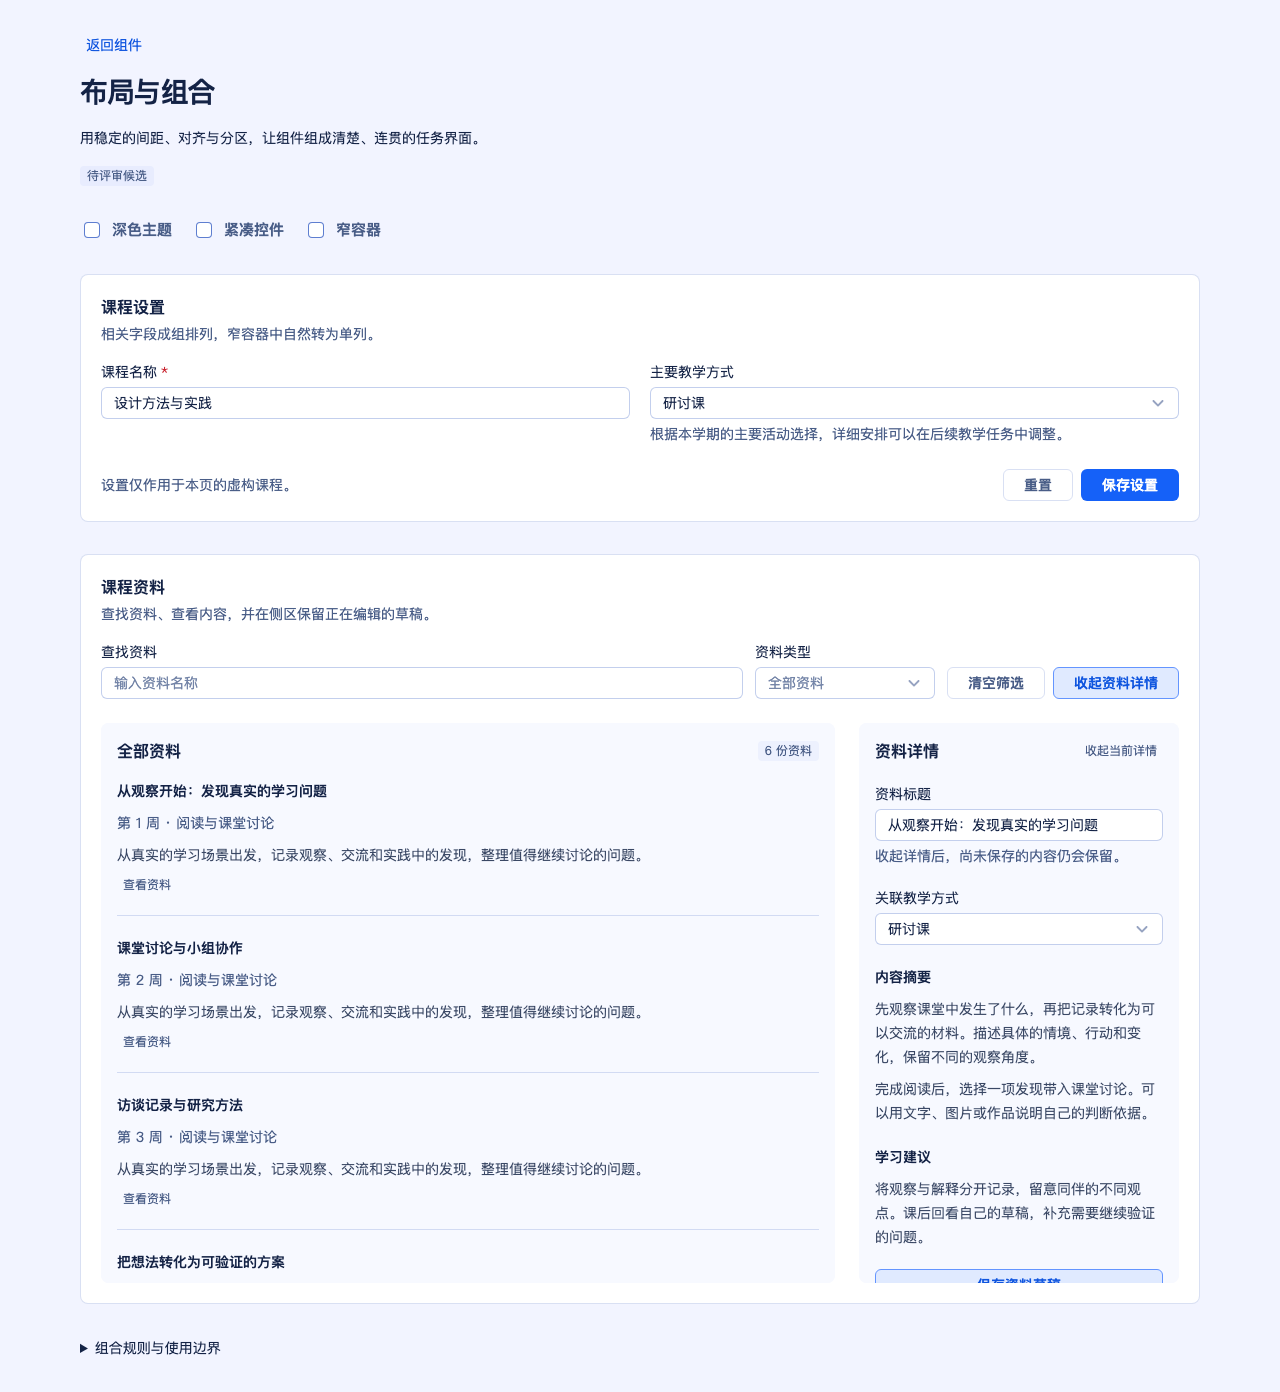 返回组件
布局与组合
用稳定的间距、对齐与分区，让组件组成清楚、连贯的任务界面。
待评审候选
深色主题 紧凑控件 窄容器
课程设置
相关字段成组排列，窄容器中自然转为单列。
课程名称 *
设计方法与实践
主要教学方式
研讨课
根据本学期的主要活动选择，详细安排可以在后续教学任务中调整。
设置仅作用于本页的虚构课程。
重置
保存设置
课程资料
查找资料、查看内容，并在侧区保留正在编辑的草稿。
查找资料
输入资料名称
资料类型
全部资料
清空筛选
收起资料详情
全部资料
6 份资料
从观察开始：发现真实的学习问题
第 1 周 · 阅读与课堂讨论
从真实的学习场景出发，记录观察、交流和实践中的发现，整理值得继续讨论的问题。
查看资料
课堂讨论与小组协作
第 2 周 · 阅读与课堂讨论
从真实的学习场景出发，记录观察、交流和实践中的发现，整理值得继续讨论的问题。
查看资料
访谈记录与研究方法
第 3 周 · 阅读与课堂讨论
从真实的学习场景出发，记录观察、交流和实践中的发现，整理值得继续讨论的问题。
查看资料
把想法转化为可验证的方案
资料详情
收起当前详情
资料标题
从观察开始：发现真实的学习问题
收起详情后，尚未保存的内容仍会保留。
关联教学方式
研讨课
内容摘要
先观察课堂中发生了什么，再把记录转化为可
以交流的材料。描述具体的情境、行动和变
化，保留不同的观察角度。
完成阅读后，选择一项发现带入课堂讨论。可
以用文字、图片或作品说明自己的判断依据。
学习建议
将观察与解释分开记录，留意同伴的不同观
点。课后回看自己的草稿，补充需要继续验证
的问题。
保存资料草稿
组合规则与使用边界